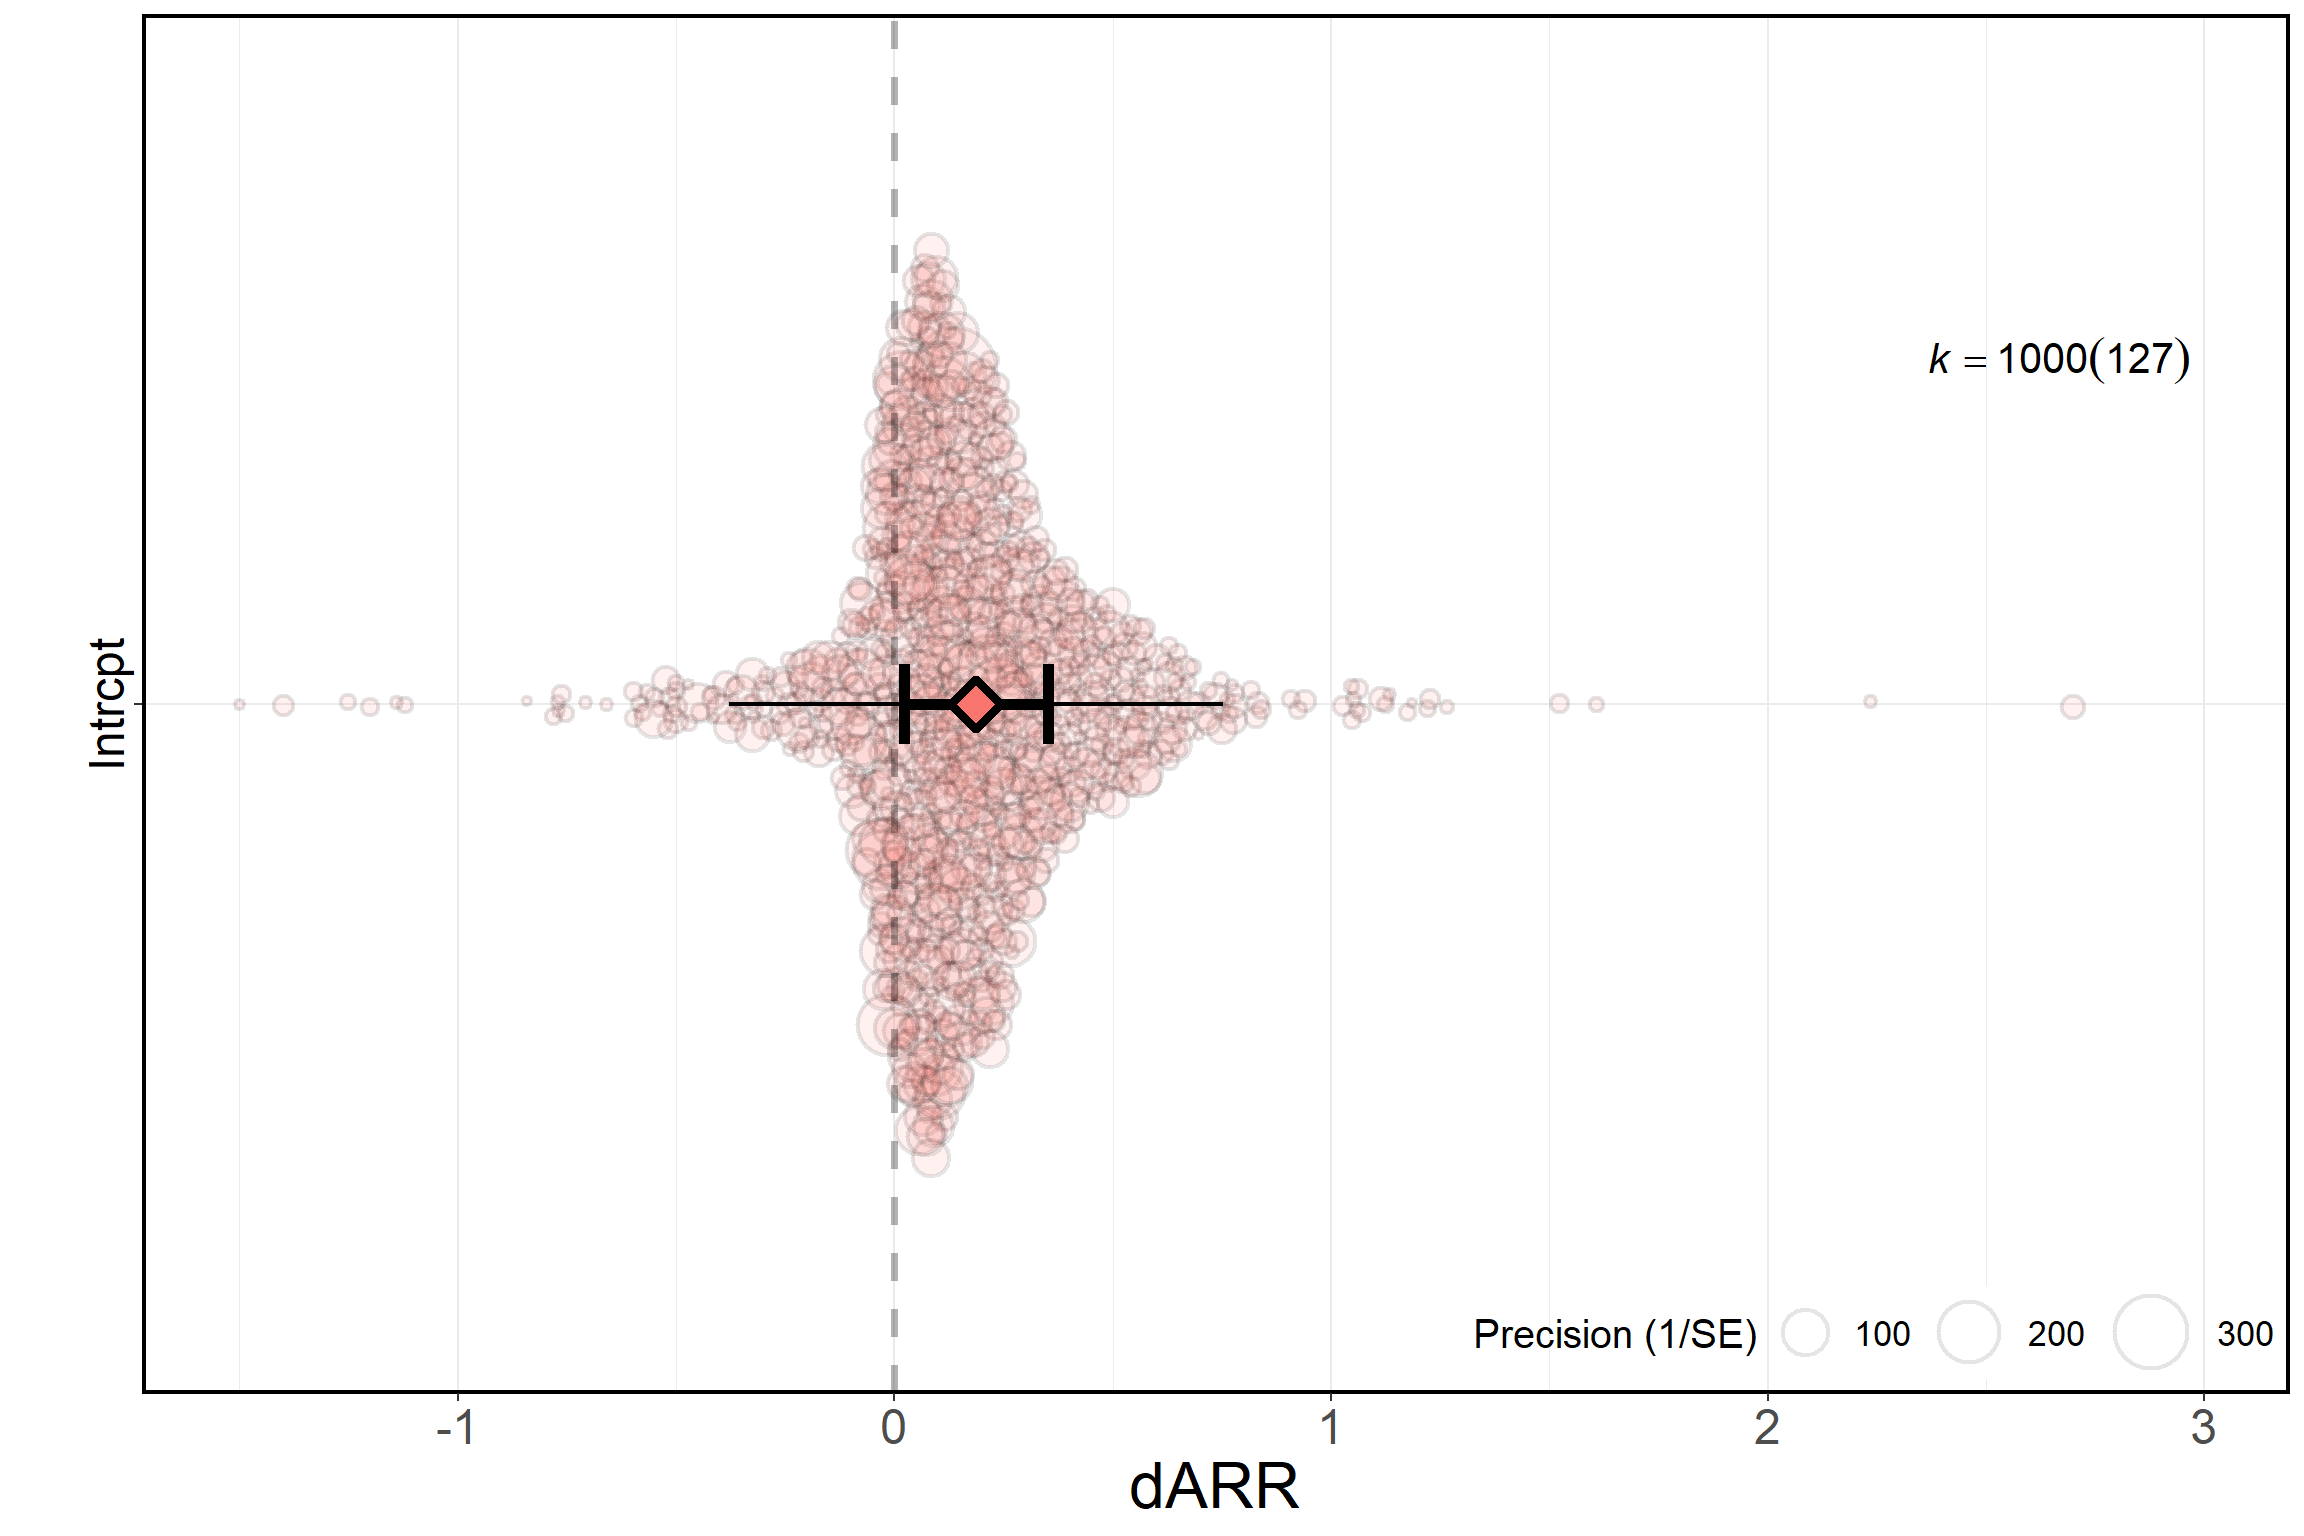 k = 1000(127)
Intrcpt
Precision (1/SE) 100 200 300
-1 0 1 2 3
dARR